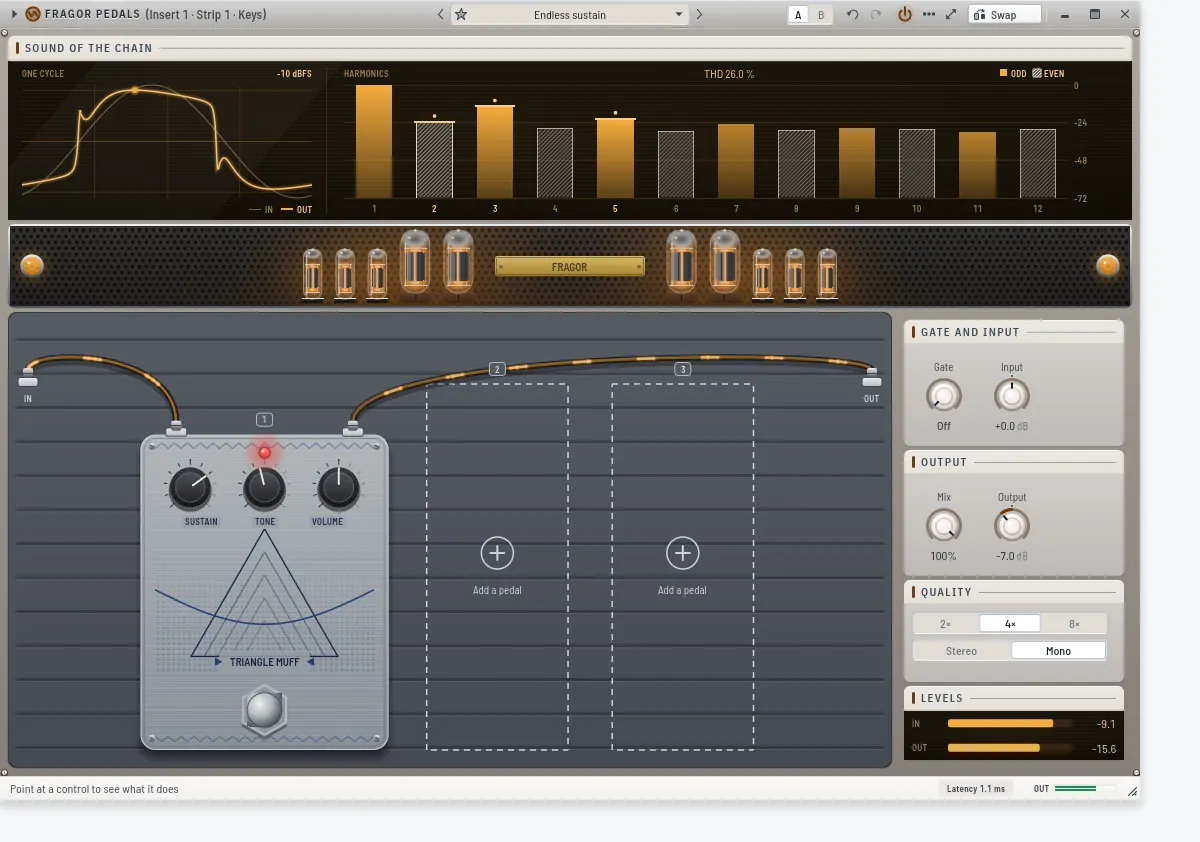 FRAGOR PEDALS (Insert 1 · Strip 1 · Keys) Endless sustain A B Swap
SOUND OF THE CHAIN
ONE CYCLE -10 dBFS HARMONICS THD 26.0 % ODD EVEN
0
-24
-48
-72
IN OUT 1 2 3 4 5 6 7 8 9 10 11 12
FRAGOR
IN OUT
1 2 3
SUSTAIN TONE VOLUME
TRIANGLE MUFF
Add a pedal Add a pedal
GATE AND INPUT
Gate Input
Off +0.0 dB
OUTPUT
Mix Output
100% -7.0 dB
QUALITY
2× 4× 8×
Stereo Mono
LEVELS
IN -9.1
OUT -15.6
Point at a control to see what it does Latency 1.1 ms OUT